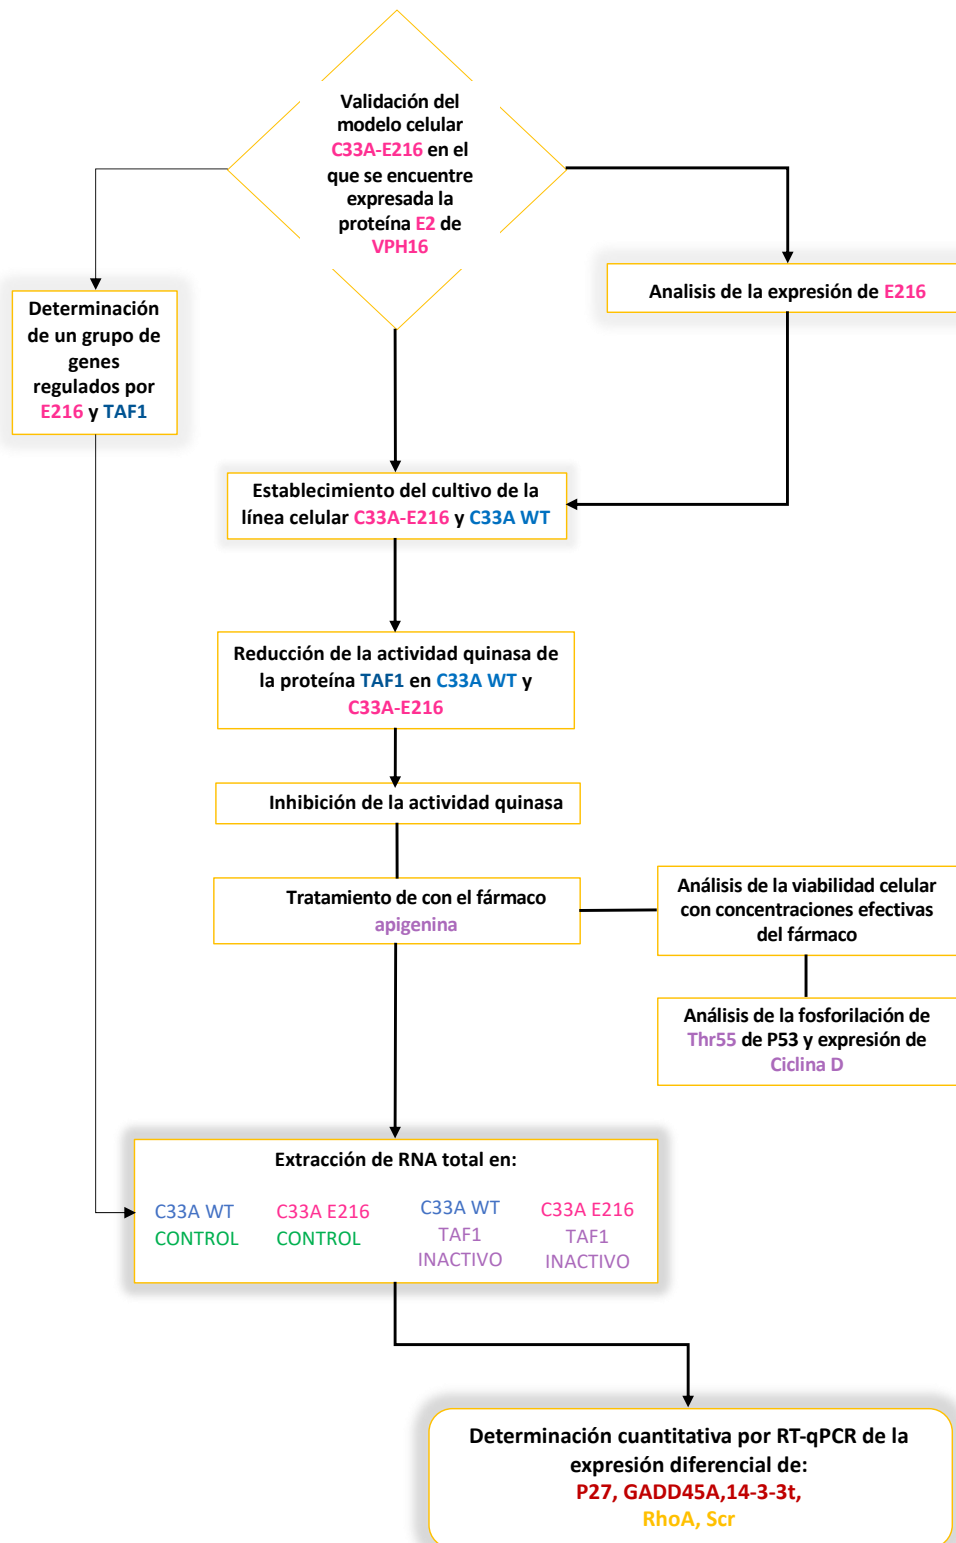 Validación del
modelo celular
C33A-E216 en el
que se encuentre
expresada la
proteína E2 de
VPH16
Determinación
de un grupo de
genes
regulados por
E216 y TAF1
Analisis de la expresión de E216
Establecimiento del cultivo de la
línea celular C33A-E216 y C33A WT
Reducción de la actividad quinasa de
la proteína TAF1 en C33A WT y
C33A-E216
Inhibición de la actividad quinasa
Tratamiento de con el fármaco
apigenina
Análisis de la viabilidad celular
con concentraciones efectivas
del fármaco
Análisis de la fosforilación de
Thr55 de P53 y expresión de
Ciclina D
Extracción de RNA total en:
C33A WT
CONTROL
C33A E216
CONTROL
C33A WT
TAF1
INACTIVO
C33A E216
TAF1
INACTIVO
Determinación cuantitativa por RT-qPCR de la
expresión diferencial de:
P27, GADD45A,14-3-3t,
RhoA, Scr